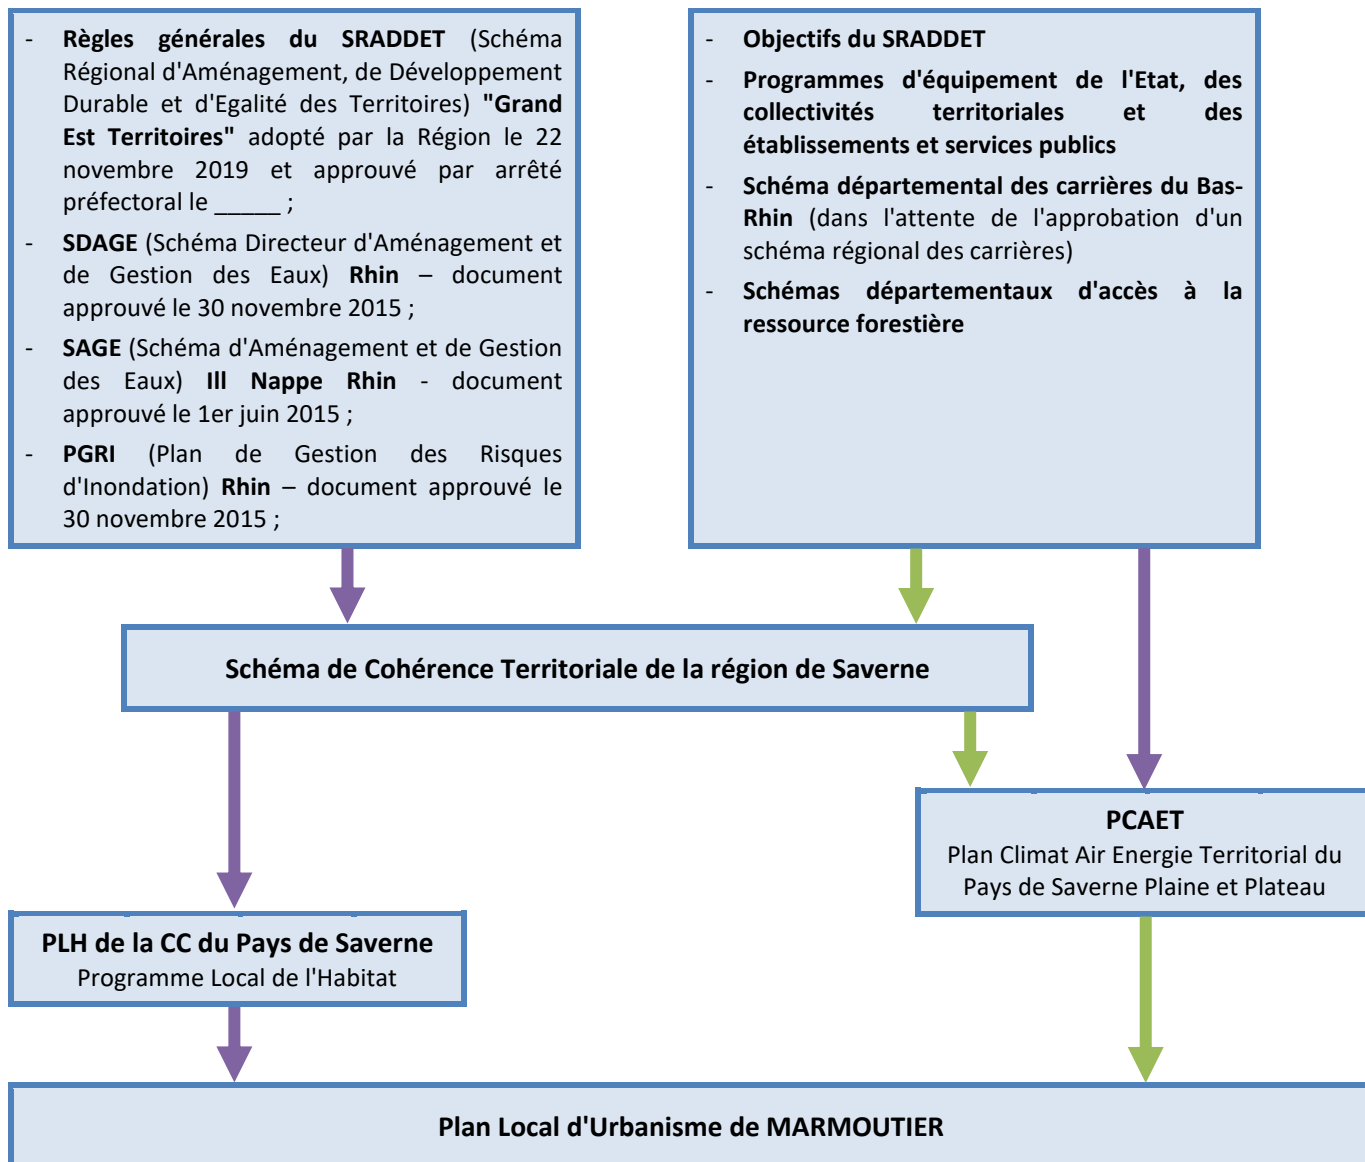 - Règles générales du SRADDET (Schéma
Régional d'Aménagement, de Développement
Durable et d'Egalité des Territoires) "Grand
Est Territoires" adopté par la Région le 22
novembre 2019 et approuvé par arrêté
préfectoral le _____ ;
- SDAGE (Schéma Directeur d'Aménagement et
de Gestion des Eaux) Rhin – document
approuvé le 30 novembre 2015 ;
- SAGE (Schéma d'Aménagement et de Gestion
des Eaux) Ill Nappe Rhin - document
approuvé le 1er juin 2015 ;
- PGRI (Plan de Gestion des Risques
d'Inondation) Rhin – document approuvé le
30 novembre 2015 ;
- Objectifs du SRADDET
- Programmes d'équipement de l'Etat, des
collectivités territoriales et des
établissements et services publics
- Schéma départemental des carrières du Bas-
Rhin (dans l'attente de l'approbation d'un
schéma régional des carrières)
- Schémas départementaux d'accès à la
ressource forestière
Schéma de Cohérence Territoriale de la région de Saverne
PCAET
Plan Climat Air Energie Territorial du
Pays de Saverne Plaine et Plateau
PLH de la CC du Pays de Saverne
Programme Local de l'Habitat
Plan Local d'Urbanisme de MARMOUTIER